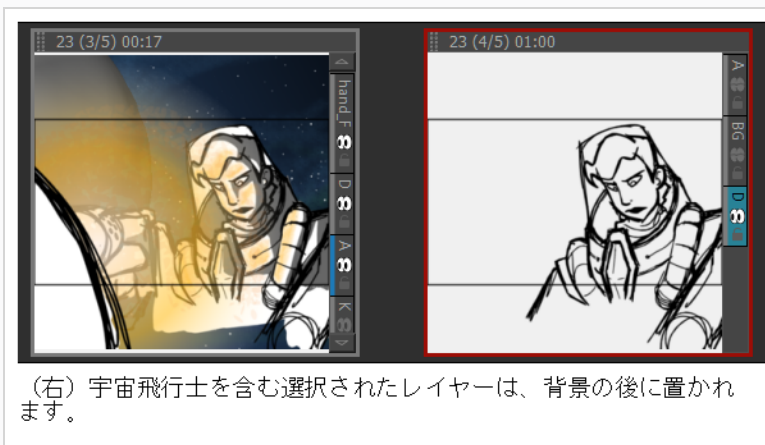 23 (3/5) 00:17
hand_F
D
A
K
23 (4/5) 01:00
A
BG
D
（右）宇宙飛行士を含む選択されたレイヤーは、背景の後に置かれ
ます。